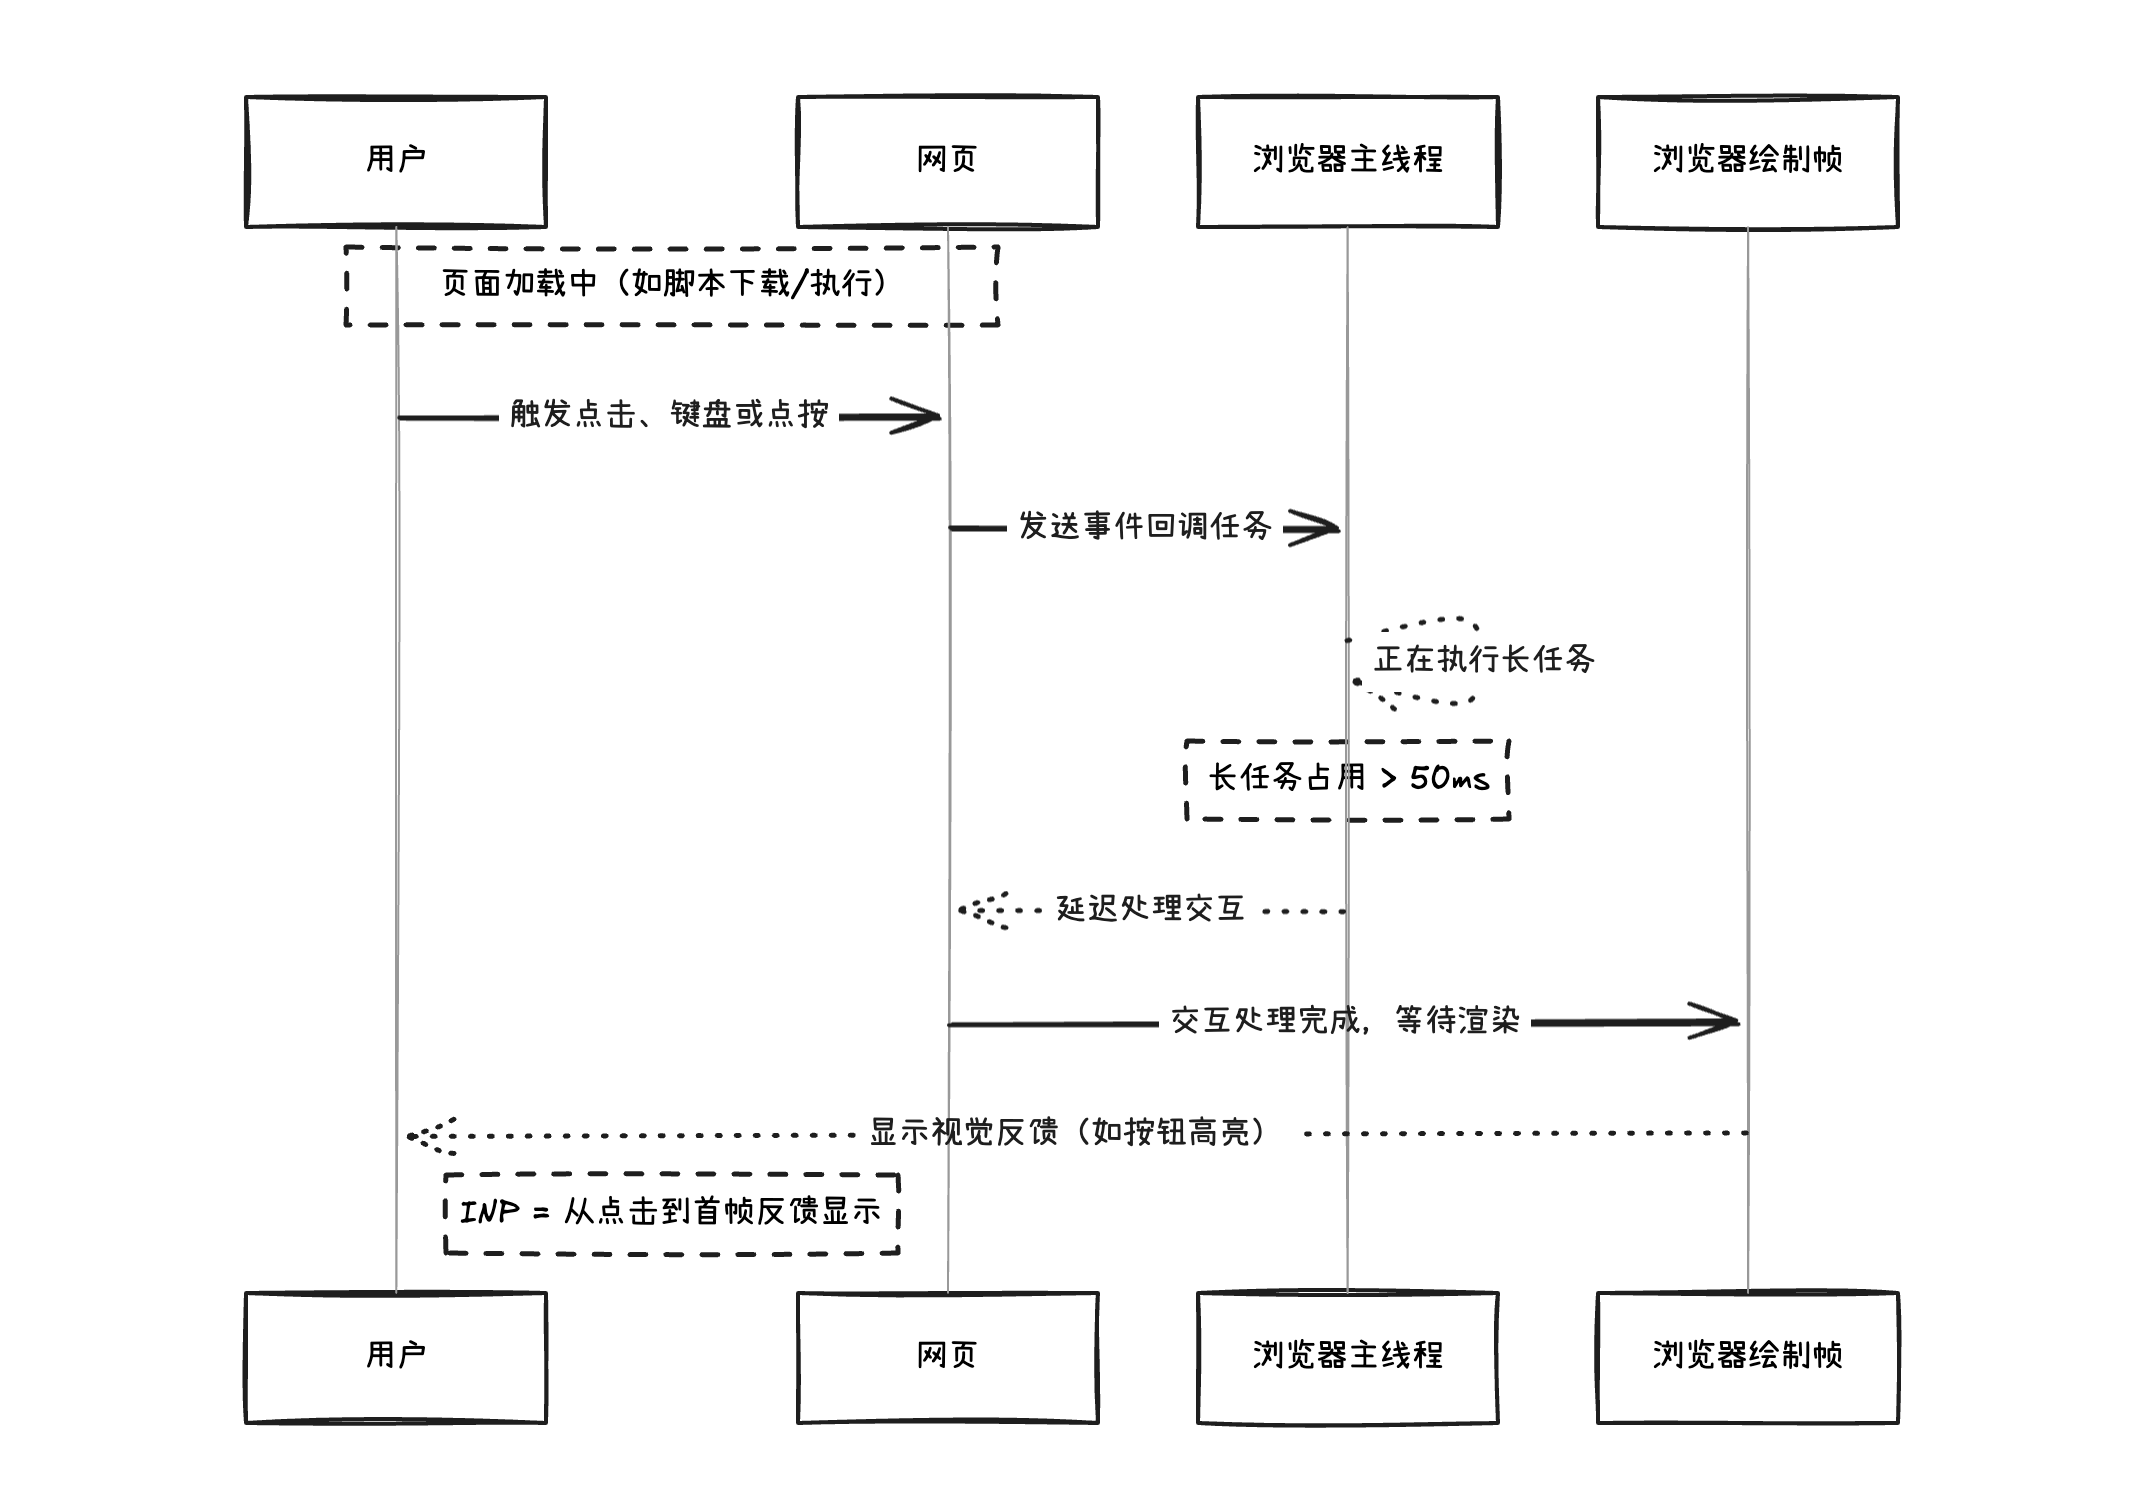 用户
网页
浏览器主线程
浏览器绘制帧
页面加载中（如脚本下载/执行）
触发点击、键盘或点按
发送事件回调任务
正在执行长任务
长任务占用 > 50ms
延迟处理交互
交互处理完成，等待渲染
显示视觉反馈（如按钮高亮）
INP = 从点击到首帧反馈显示
用户
网页
浏览器主线程
浏览器绘制帧